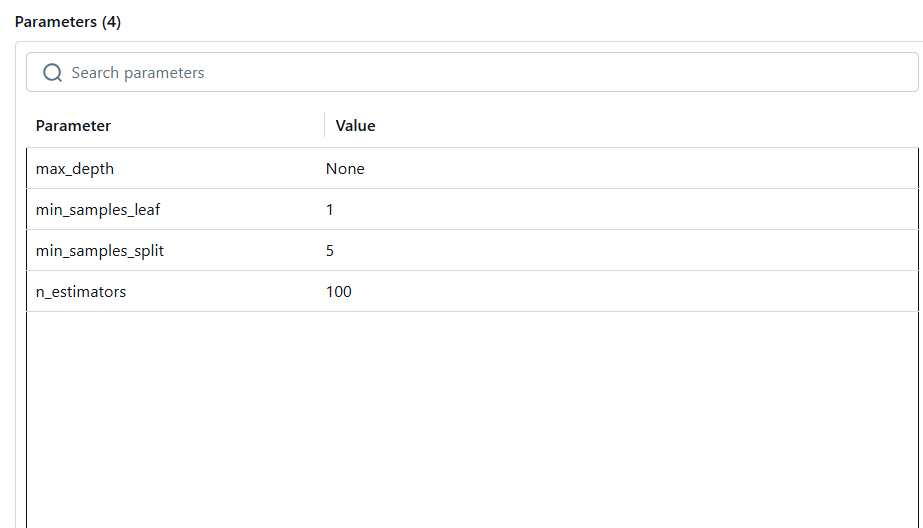 Parameters (4)
Search parameters
Parameter Value
max_depth None
min_samples_leaf 1
min_samples_split 5
n_estimators 100